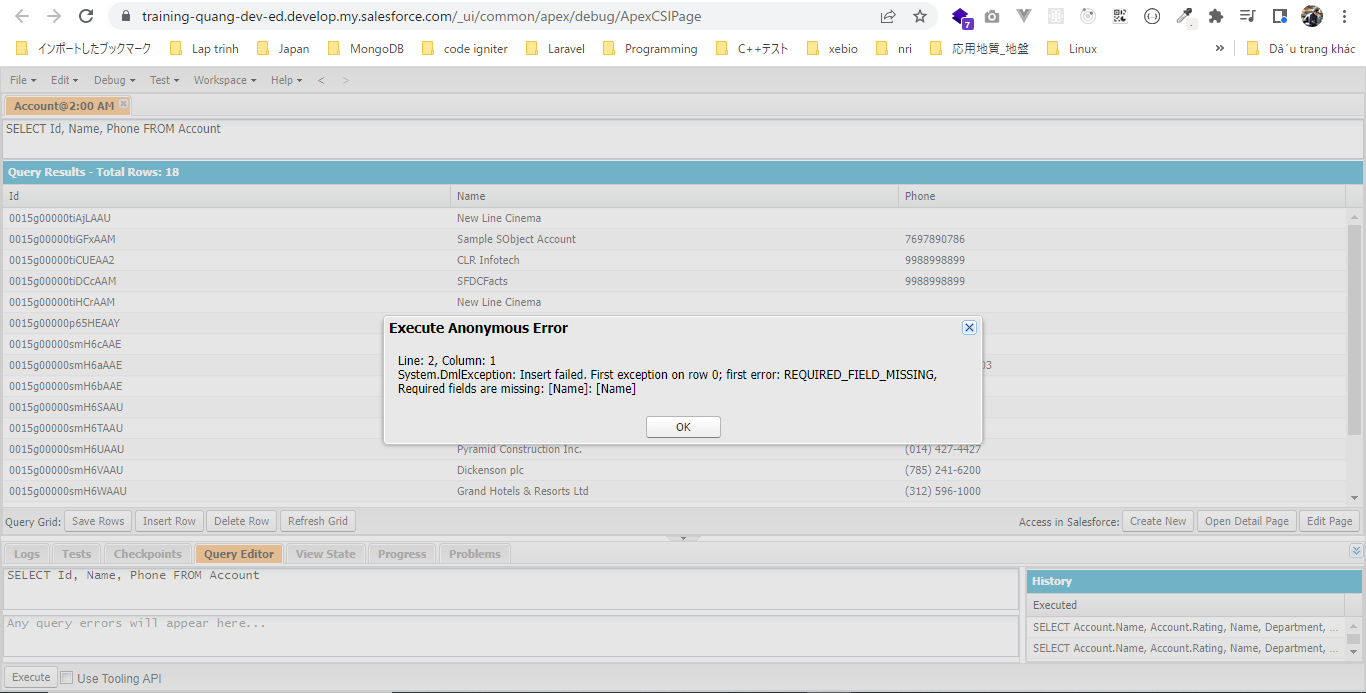 training-quang-dev-ed.develop.my.salesforce.com/_ui/common/apex/debug/ApexCSIPage
7
インポートしたブックマーク Lap trinh Japan MongoDB code igniter Laravel Programming C++テスト xebio nri 応用地質_地盤 Linux » Dấu trang khác
File Edit Debug Test Workspace Help < >
Account@2:00 AM
SELECT Id, Name, Phone FROM Account
Query Results - Total Rows: 18
Id Name Phone
0015g00000tiAjLAAU New Line Cinema
0015g00000tiGFxAAM Sample SObject Account 7697890786
0015g00000tiCUEAA2 CLR Infotech 9988998899
0015g00000tiDCcAAM SFDCFacts 9988998899
0015g00000tiHCrAAM New Line Cinema
0015g00000p65HEAAY
0015g00000smH6cAAE
0015g00000smH6aAAE 03
0015g00000smH6bAAE
0015g00000smH6SAAU
0015g00000smH6TAAU
0015g00000smH6UAAU Pyramid Construction Inc. (014) 427-4427
0015g00000smH6VAAU Dickenson plc (785) 241-6200
0015g00000smH6WAAU Grand Hotels & Resorts Ltd (312) 596-1000
Execute Anonymous Error
Line: 2, Column: 1
System.DmlException: Insert failed. First exception on row 0; first error: REQUIRED_FIELD_MISSING,
Required fields are missing: [Name]: [Name]
OK
Query Grid: Save Rows Insert Row Delete Row Refresh Grid Access in Salesforce: Create New Open Detail Page Edit Page
Logs Tests Checkpoints Query Editor View State Progress Problems
SELECT Id, Name, Phone FROM Account
Any query errors will appear here...
History
Executed
SELECT Account.Name, Account.Rating, Name, Department, ...
SELECT Account.Name, Account.Rating, Name, Department, ...
Execute Use Tooling API